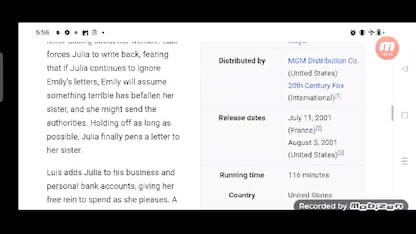 5:56
forces Julia to write back, fearing
that if Julia continues to ignore
Emily's letters, Emily will assume
something terrible has befallen her
sister, and she might send the
authorities. Holding off as long as
possible, Julia finally pens a letter to
her sister.
Luis adds Julia to his business and
personal bank accounts, giving her
free rein to spend as she pleases. A
Distributed by
MGM Distribution Co.
(United States)
20th Century Fox
(International)[1]
Release dates
July 11, 2001
(France)[2]
August 3, 2001
(United States)[3]
Running time
116 minutes
Country
United States
Recorded by
Mobizen